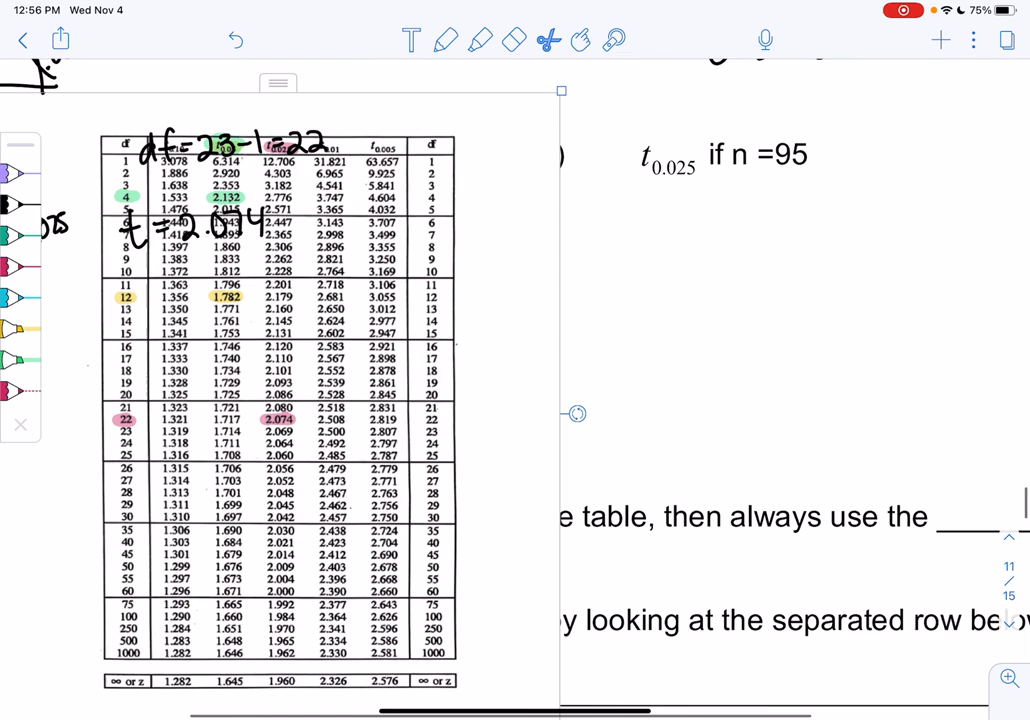 12:56 PM Wed Nov 4
75%
T
df = 23-1=22
df t0.005 df
1 3.078 6.314 12.706 31.821 63.657 1
2 1.886 2.920 4.303 6.965 9.925 2
3 1.638 2.353 3.182 4.541 5.841 3
4 1.533 2.132 2.776 3.747 4.604 4
5 1.476 2.015 2.571 3.365 4.032 5
t = 2.074
2.447 3.143 3.707 6
2.365 2.998 3.499 7
8 1.397 1.860 2.306 2.896 3.355 8
9 1.383 1.833 2.262 2.821 3.250 9
10 1.372 1.812 2.228 2.764 3.169 10
11 1.363 1.796 2.201 2.718 3.106 11
12 1.356 1.782 2.179 2.681 3.055 12
13 1.350 1.771 2.160 2.650 3.012 13
14 1.345 1.761 2.145 2.624 2.977 14
15 1.341 1.753 2.131 2.602 2.947 15
16 1.337 1.746 2.120 2.583 2.921 16
17 1.333 1.740 2.110 2.567 2.898 17
18 1.330 1.734 2.101 2.552 2.878 18
19 1.328 1.729 2.093 2.539 2.861 19
20 1.325 1.725 2.086 2.528 2.845 20
21 1.323 1.721 2.080 2.518 2.831 21
22 1.321 1.717 2.074 2.508 2.819 22
23 1.319 1.714 2.069 2.500 2.807 23
24 1.318 1.711 2.064 2.492 2.797 24
25 1.316 1.708 2.060 2.485 2.787 25
26 1.315 1.706 2.056 2.479 2.779 26
27 1.314 1.703 2.052 2.473 2.771 27
28 1.313 1.701 2.048 2.467 2.763 28
29 1.311 1.699 2.045 2.462 2.756 29
30 1.310 1.697 2.042 2.457 2.750 30
35 1.306 1.690 2.030 2.438 2.724 35
40 1.303 1.684 2.021 2.423 2.704 40
45 1.301 1.679 2.014 2.412 2.690 45
50 1.299 1.676 2.009 2.403 2.678 50
55 1.297 1.673 2.004 2.396 2.668 55
60 1.296 1.671 2.000 2.390 2.660 60
75 1.293 1.665 1.992 2.377 2.643 75
100 1.290 1.660 1.984 2.364 2.626 100
250 1.284 1.651 1.970 2.341 2.596 250
500 1.283 1.648 1.965 2.334 2.586 500
1000 1.282 1.646 1.962 2.330 2.581 1000
∞ or z 1.282 1.645 1.960 2.326 2.576 ∞ or z
) t0.025 if n =95
e table, then always use the ____
y looking at the separated row be
11
/
15